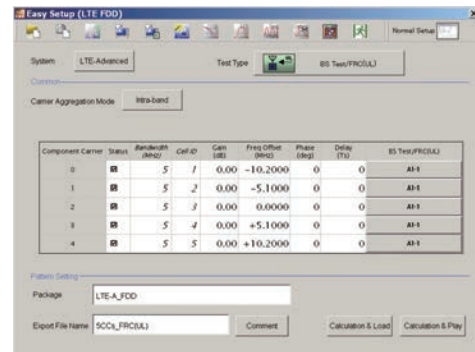 Easy Setup (LTE FDD)
Normal Setup
System LTE-Advanced Test Type BS Test/FRC(UL)
Common
Carrier Aggregation Mode Intra-band
Component Carrier Status Bandwidth (MHz) Cell ID Gain (dB) Freq Offset (MHz) Phase (deg) Delay (Ts) BS Test/FRC(UL)
0 5 1 0.00 -10.2000 0 0 A1-1
1 5 2 0.00 -5.1000 0 0 A1-1
2 5 3 0.00 0.0000 0 0 A1-1
3 5 4 0.00 +5.1000 0 0 A1-1
4 5 5 0.00 +10.2000 0 0 A1-1
Pattern Setting
Package LTE-A_FDD
Export File Name 5CCs_FRC(UL) Comment Calculation & Load Calculation & Play